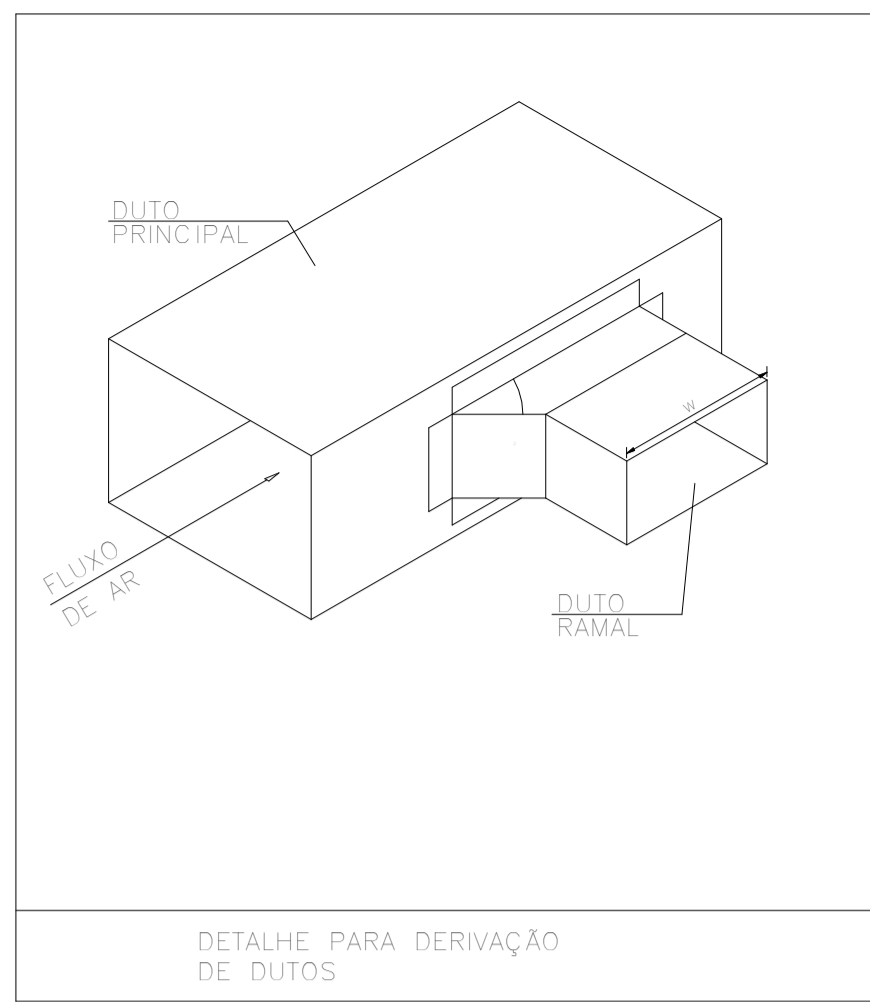 DUTO
PRINCIPAL
W
FLUXO
DE AR
DUTO
RAMAL
DETALHE PARA DERIVAÇÃO
DE DUTOS